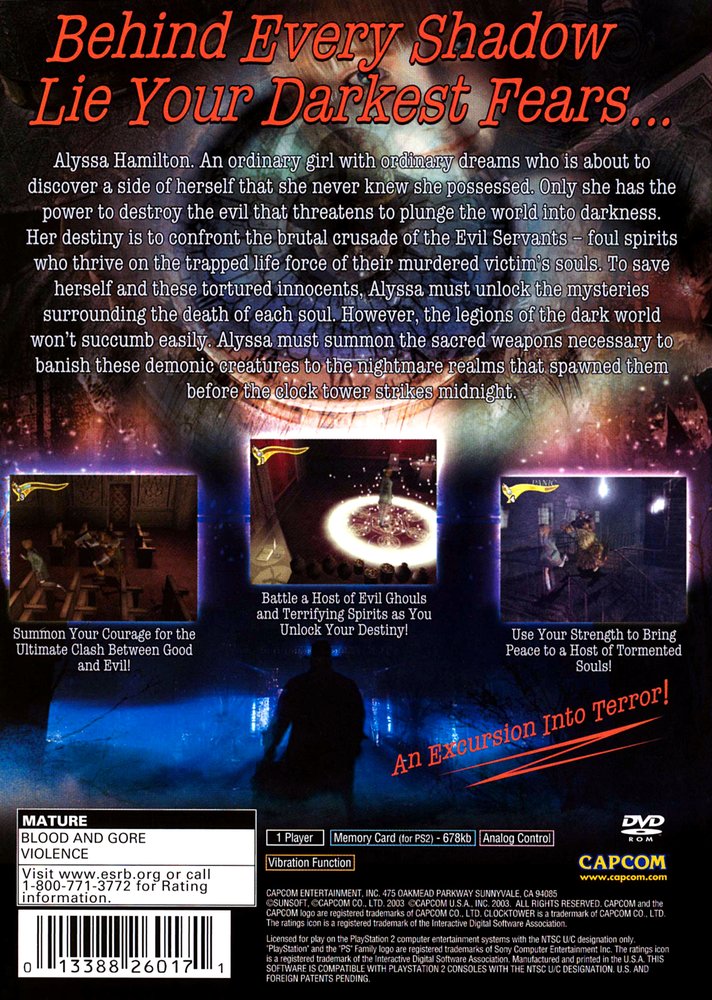 Behind Every Shadow
Lie Your Darkest Fears...
Alyssa Hamilton. An ordinary girl with ordinary dreams who is about to
discover a side of herself that she never knew she possessed. Only she has the
power to destroy the evil that threatens to plunge the world into darkness.
Her destiny is to confront the brutal crusade of the Evil Servants – foul spirits
who thrive on the trapped life force of their murdered victim's souls. To save
herself and these tortured innocents, Alyssa must unlock the mysteries
surrounding the death of each soul. However, the legions of the dark world
won't succumb easily. Alyssa must summon the sacred weapons necessary to
banish these demonic creatures to the nightmare realms that spawned them
before the clock tower strikes midnight.
PANIC
Summon Your Courage for the
Ultimate Clash Between Good
and Evil!
Battle a Host of Evil Ghouls
and Terrifying Spirits as You
Unlock Your Destiny!
Use Your Strength to Bring
Peace to a Host of Tormented
Souls!
An Excursion Into Terror!
MATURE
BLOOD AND GORE
VIOLENCE
Visit www.esrb.org or call
1-800-771-3772 for Rating
information.
1 Player
Memory Card (for PS2) - 678kb
Analog Control
Vibration Function
DVD
ROM
CAPCOM
www.capcom.com
CAPCOM ENTERTAINMENT, INC. 475 OAKMEAD PARKWAY SUNNYVALE, CA 94085
©SUNSOFT, ©CAPCOM CO., LTD. 2003 ©CAPCOM U.S.A., INC. 2003. ALL RIGHTS RESERVED. CAPCOM and the
CAPCOM logo are registered trademarks of CAPCOM CO., LTD. CLOCKTOWER is a trademark of CAPCOM CO., LTD.
The ratings icon is a registered trademark of the Interactive Digital Software Association.
Licensed for play on the PlayStation 2 computer entertainment systems with the NTSC U/C designation only.
"PlayStation" and the "PS" Family logo are registered trademarks of Sony Computer Entertainment Inc. The ratings icon
is a registered trademark of the Interactive Digital Software Association. Manufactured and printed in the U.S.A. THIS
SOFTWARE IS COMPATIBLE WITH PLAYSTATION 2 CONSOLES WITH THE NTSC U/C DESIGNATION. U.S. AND
FOREIGN PATENTS PENDING.
0 13388 26017 1